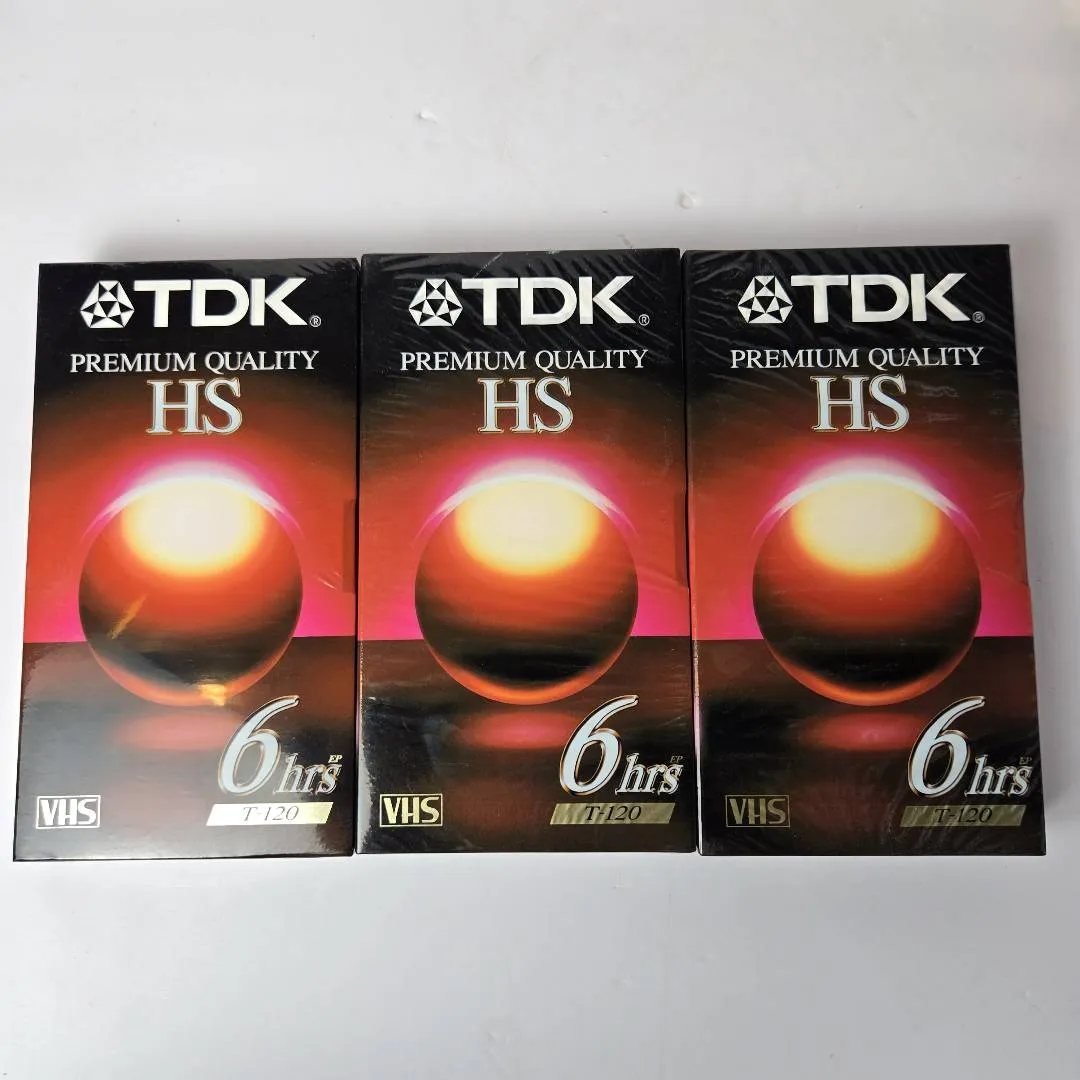 TDK®
PREMIUM QUALITY
HS
6hrs EP
T-120
VHS
TDK®
PREMIUM QUALITY
HS
6hrs EP
T-120
VHS
TDK®
PREMIUM QUALITY
HS
6hrs EP
T-120
VHS